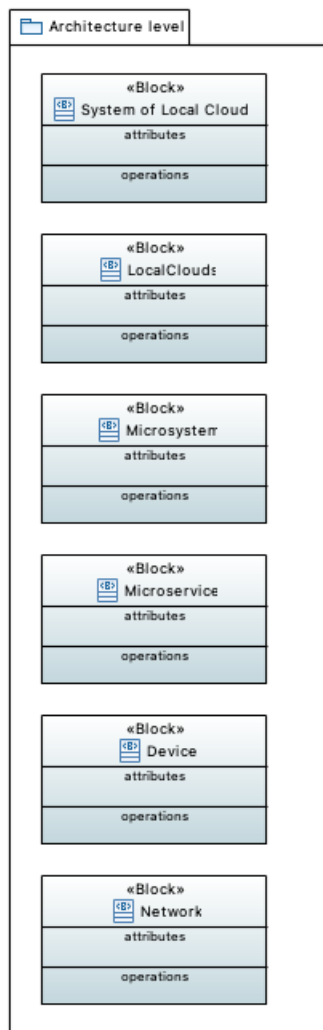 Architecture level
«Block»
<B> System of Local Cloud
attributes
operations
«Block»
<B> LocalClouds
attributes
operations
«Block»
<B> Microsystem
attributes
operations
«Block»
<B> Microservice
attributes
operations
«Block»
<B> Device
attributes
operations
«Block»
<B> Network
attributes
operations